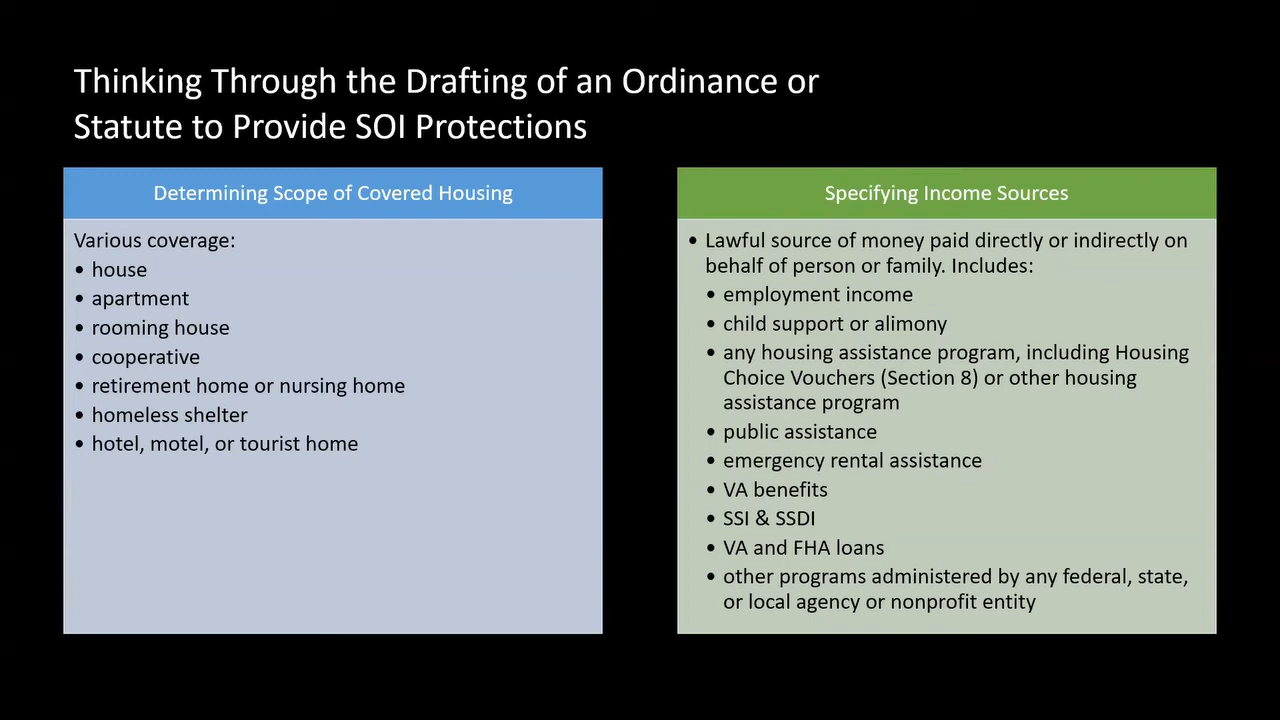 Thinking Through the Drafting of an Ordinance or
Statute to Provide SOI Protections
Determining Scope of Covered Housing
Various coverage:
• house
• apartment
• rooming house
• cooperative
• retirement home or nursing home
• homeless shelter
• hotel, motel, or tourist home
Specifying Income Sources
• Lawful source of money paid directly or indirectly on
behalf of person or family. Includes:
• employment income
• child support or alimony
• any housing assistance program, including Housing
Choice Vouchers (Section 8) or other housing
assistance program
• public assistance
• emergency rental assistance
• VA benefits
• SSI & SSDI
• VA and FHA loans
• other programs administered by any federal, state,
or local agency or nonprofit entity